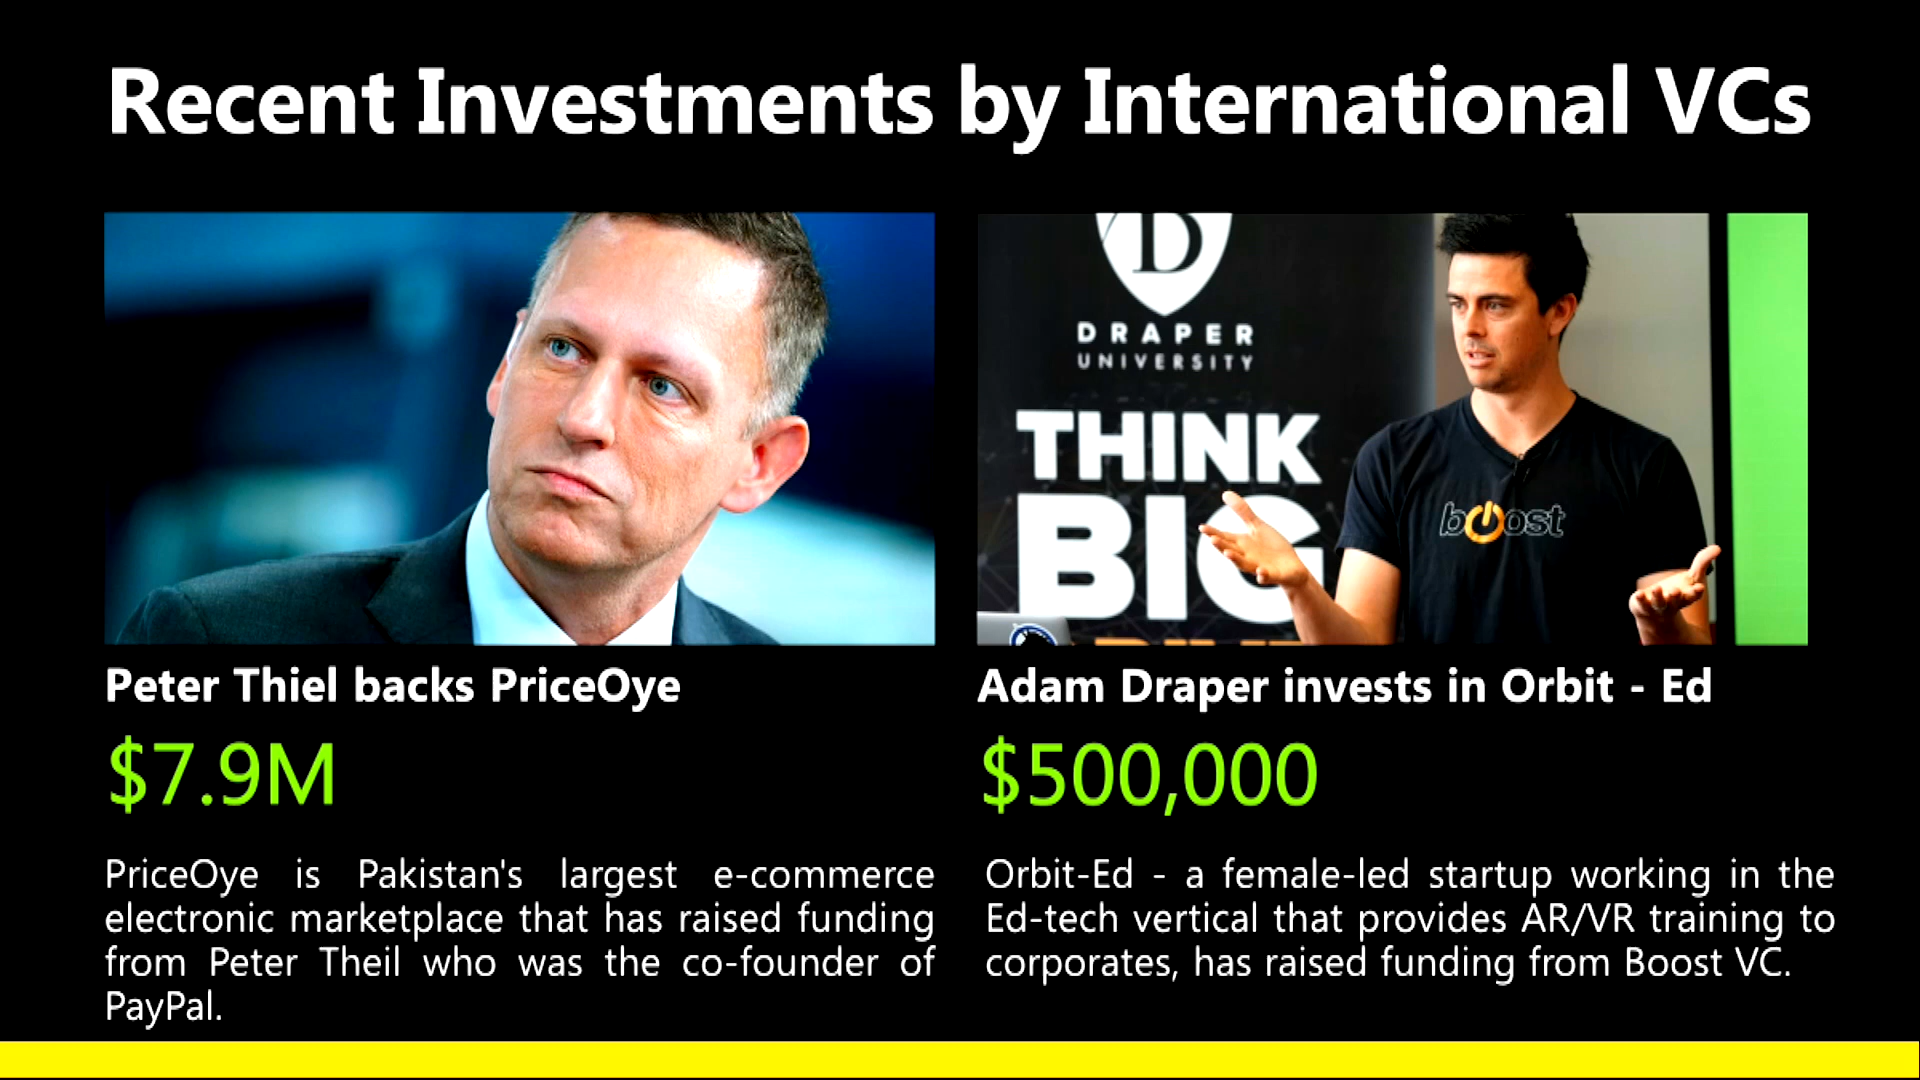 Recent Investments by International VCs
D
DRAPER
UNIVERSITY
THINK
BIG
boost
Peter Thiel backs PriceOye
Adam Draper invests in Orbit - Ed
$7.9M
$500,000
PriceOye is Pakistan's largest e-commerce
electronic marketplace that has raised funding
from Peter Theil who was the co-founder of
PayPal.
Orbit-Ed - a female-led startup working in the
Ed-tech vertical that provides AR/VR training to
corporates, has raised funding from Boost VC.